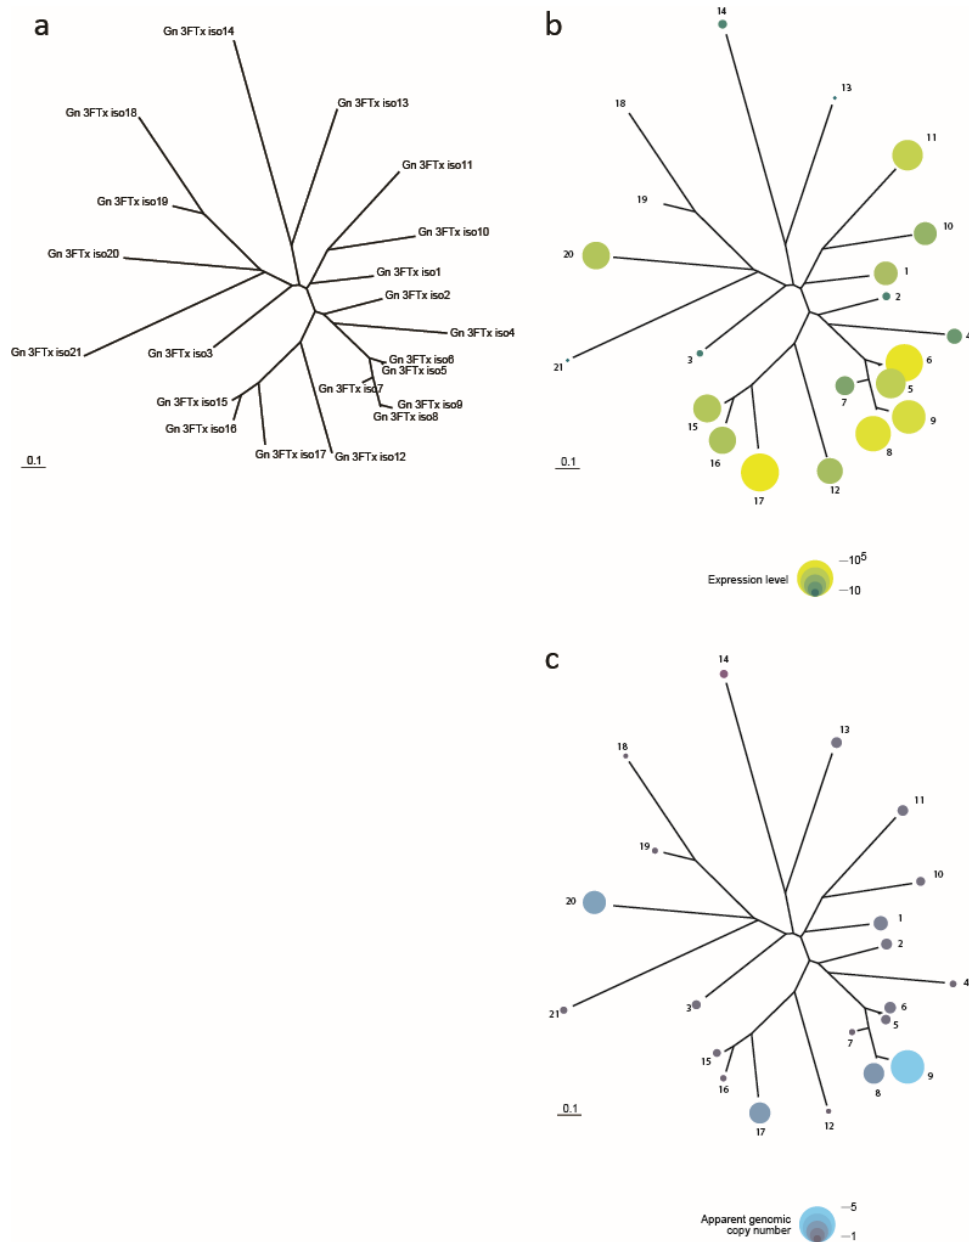 a
Gn 3FTx iso14
Gn 3FTx iso13
Gn 3FTx iso18
Gn 3FTx iso11
Gn 3FTx iso19
Gn 3FTx iso10
Gn 3FTx iso20
Gn 3FTx iso1
Gn 3FTx iso2
Gn 3FTx iso4
Gn 3FTx iso21
Gn 3FTx iso3
Gn 3FTx iso6
Gn 3FTx iso5
Gn 3FTx iso7
Gn 3FTx iso15
Gn 3FTx iso9
Gn 3FTx iso8
Gn 3FTx iso16
Gn 3FTx iso17
Gn 3FTx iso12
0.1
b
14
13
18
11
19
10
20
1
2
4
3
6
21
5
7
15
9
8
16
17
12
0.1
Expression level
–10⁵
–10
c
14
13
18
11
19
10
20
1
2
4
6
3
21
5
7
15
9
8
16
17
12
0.1
Apparent genomic
copy number
–5
–1